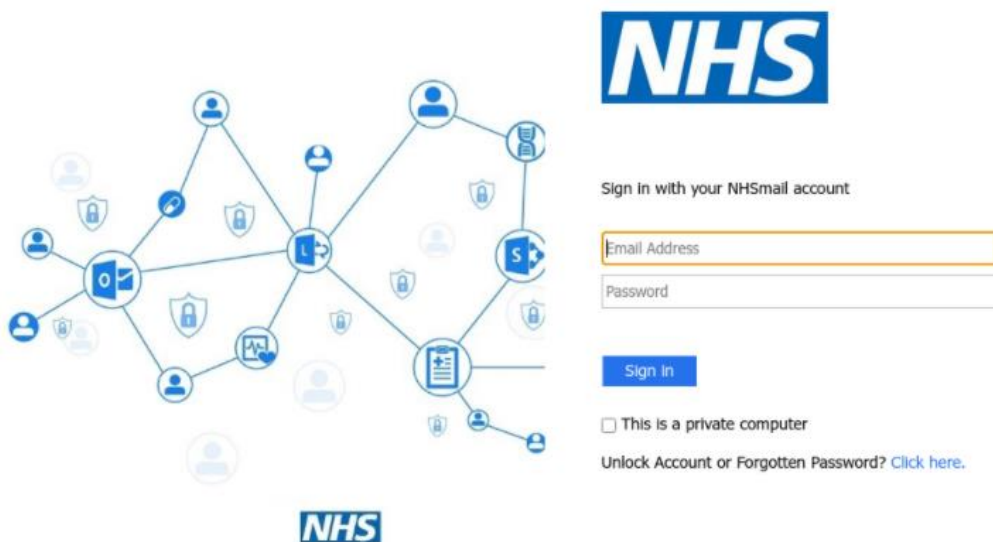 NHS
Sign in with your NHSmail account
Email Address
Password
Sign In
This is a private computer
Unlock Account or Forgotten Password? Click here.
O
L
S
NHS